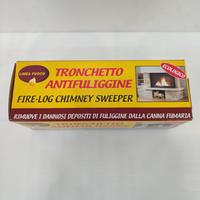 LINEA FUOCO
TRONCHETTO
ANTIFULIGGINE
ECOLOGICO
FIRE-LOG CHIMNEY SWEEPER
RIMUOVE I DANNOSI DEPOSITI DI FULIGGINE DALLA CANNA FUMARIA